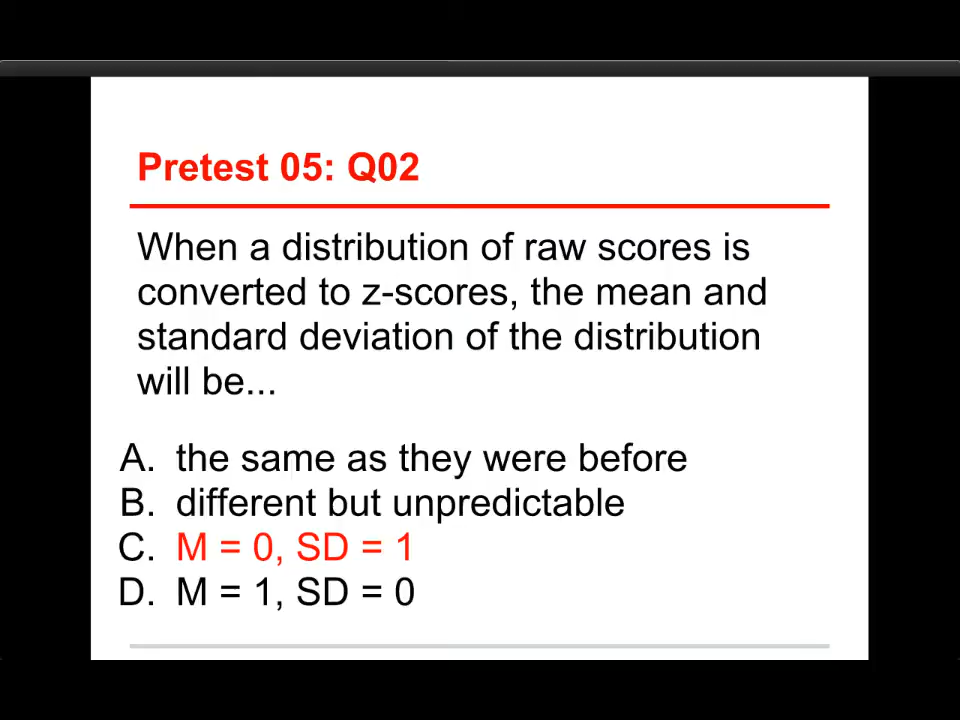 Pretest 05: Q02
When a distribution of raw scores is
converted to z-scores, the mean and
standard deviation of the distribution
will be...
A. the same as they were before
B. different but unpredictable
C. M = 0, SD = 1
D. M = 1, SD = 0